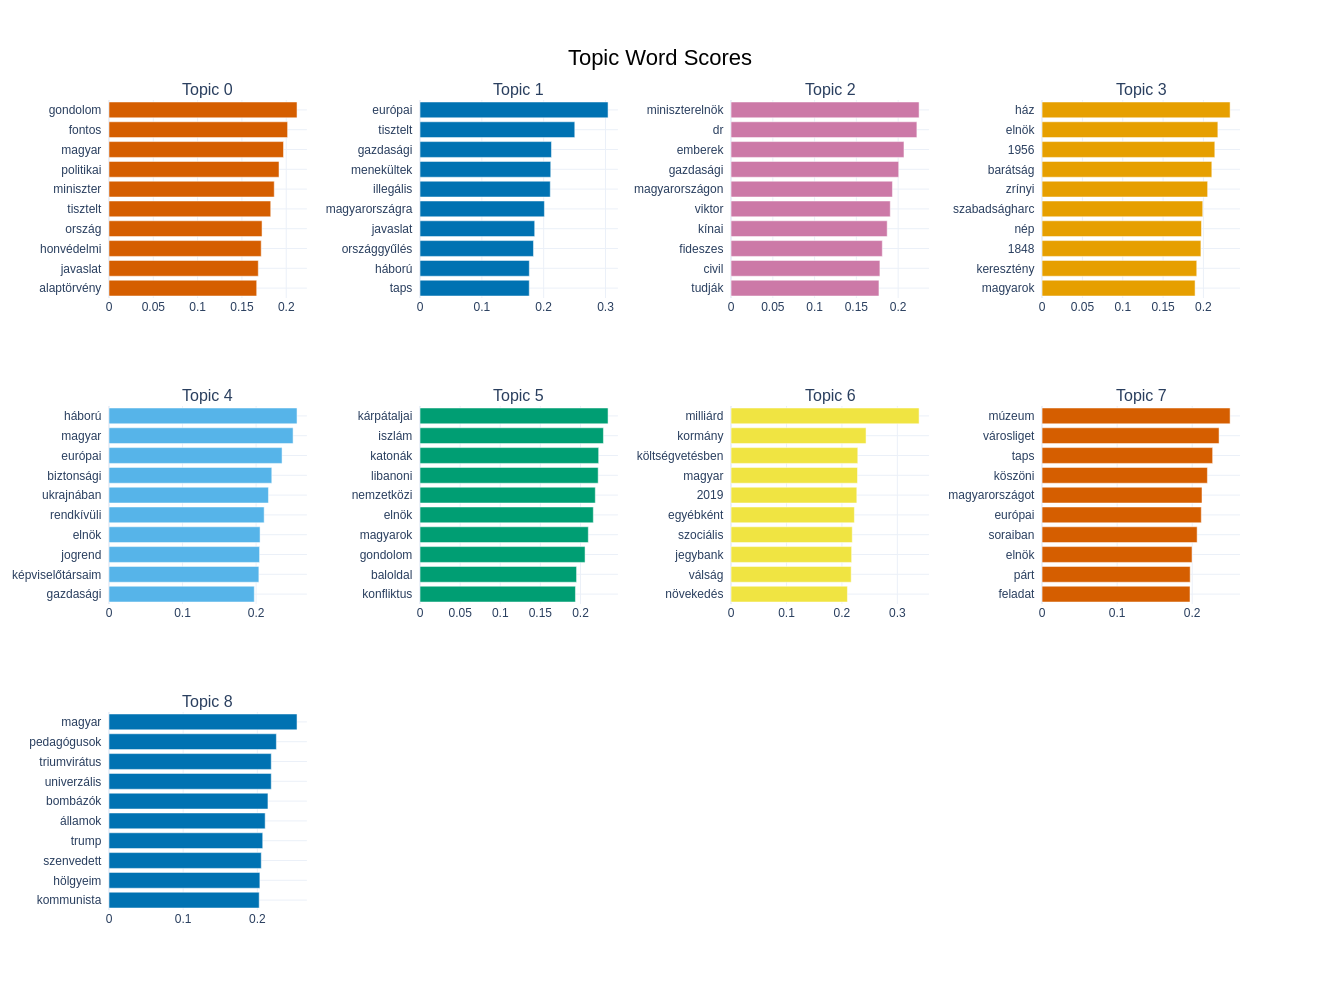 Topic Word Scores
Topic 0
gondolom
fontos
magyar
politikai
miniszter
tisztelt
ország
honvédelmi
javaslat
alaptörvény
0 0.05 0.1 0.15 0.2
Topic 1
európai
tisztelt
gazdasági
menekültek
illegális
magyarországra
javaslat
országgyűlés
háború
taps
0 0.1 0.2 0.3
Topic 2
miniszterelnök
dr
emberek
gazdasági
magyarországon
viktor
kínai
fideszes
civil
tudják
0 0.05 0.1 0.15 0.2
Topic 3
ház
elnök
1956
barátság
zrínyi
szabadságharc
nép
1848
keresztény
magyarok
0 0.05 0.1 0.15 0.2
Topic 4
háború
magyar
európai
biztonsági
ukrajnában
rendkívüli
elnök
jogrend
képviselőtársaim
gazdasági
0 0.1 0.2
Topic 5
kárpátaljai
iszlám
katonák
libanoni
nemzetközi
elnök
magyarok
gondolom
baloldal
konfliktus
0 0.05 0.1 0.15 0.2
Topic 6
milliárd
kormány
költségvetésben
magyar
2019
egyébként
szociális
jegybank
válság
növekedés
0 0.1 0.2 0.3
Topic 7
múzeum
városliget
taps
köszöni
magyarországot
európai
soraiban
elnök
párt
feladat
0 0.1 0.2
Topic 8
magyar
pedagógusok
triumvirátus
univerzális
bombázók
államok
trump
szenvedett
hölgyeim
kommunista
0 0.1 0.2